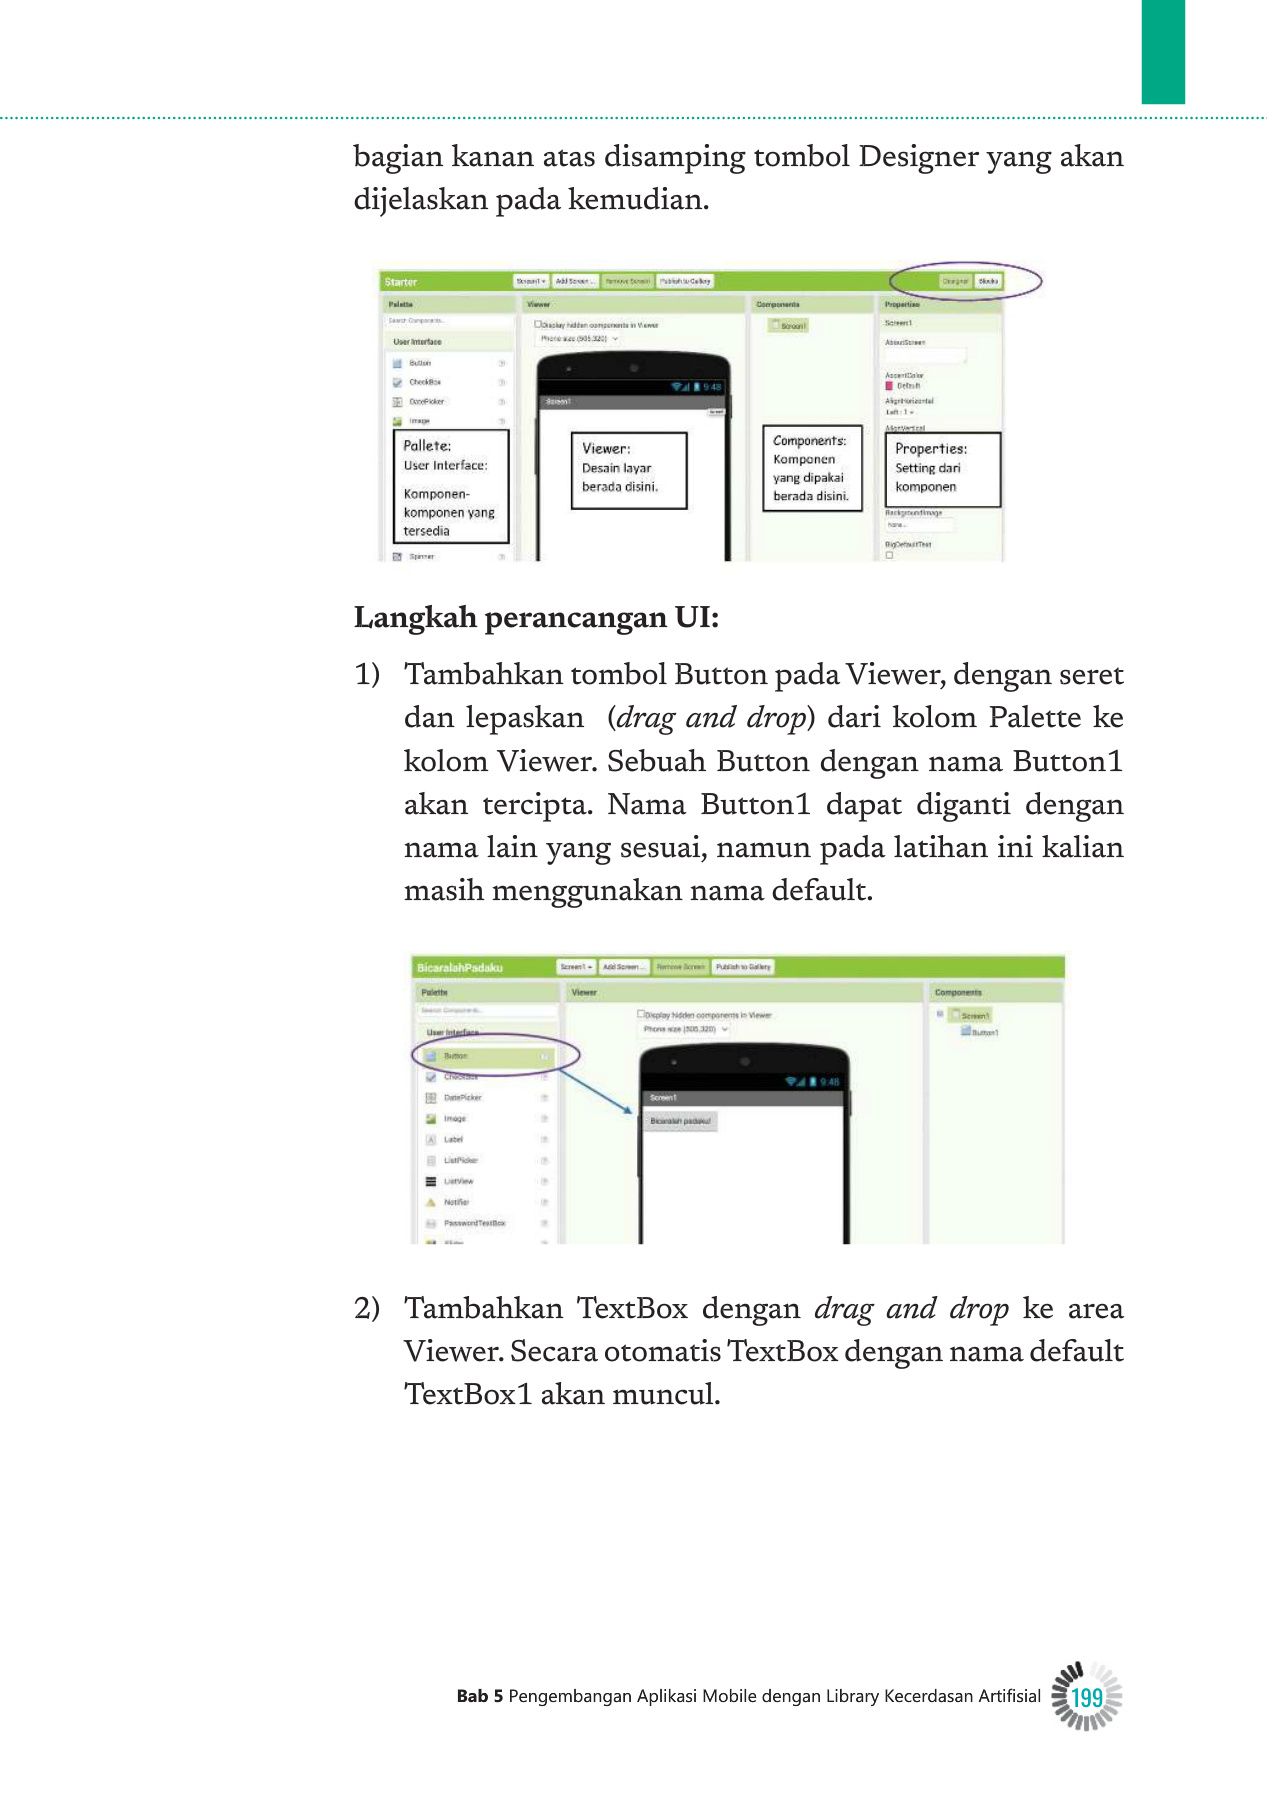 bagian kanan atas disamping tombol Designer yang akan
dijelaskan pada kemudian.
Starter
Screen1
Add Screen ...
Remove Screen
Publish to Gallery
Designer
Blocks
Palette
Viewer
Components
Properties
Search Components...
Display hidden components in Viewer
Screen1
Screen1
User Interface
Phone size (505,320)
AboutScreen
Button
CheckBox
DatePicker
Image
9:48
Screen1
AccentColor
Default
AlignHorizontal
Left : 1
AlignVertical
Pallete:
User Interface:
Komponen-
komponen yang
tersedia
Viewer:
Desain layar
berada disini.
Components:
Komponen
yang dipakai
berada disini.
Properties:
Setting dari
komponen
BackgroundImage
None...
BigDefaultText
Spinner
Langkah perancangan UI:
1) Tambahkan tombol Button pada Viewer, dengan seret
dan lepaskan (drag and drop) dari kolom Palette ke
kolom Viewer. Sebuah Button dengan nama Button1
akan tercipta. Nama Button1 dapat diganti dengan
nama lain yang sesuai, namun pada latihan ini kalian
masih menggunakan nama default.
BicaralahPadaku
Screen1
Add Screen ...
Remove Screen
Publish to Gallery
Palette
Viewer
Components
Search Components...
Display hidden components in Viewer
Screen1
User Interface
Phone size (505,320)
Button1
Button
CheckBox
DatePicker
Image
Label
ListPicker
ListView
Notifier
PasswordTextBox
Slider
9:48
Screen1
Bicaralah padaku!
2) Tambahkan TextBox dengan drag and drop ke area
Viewer. Secara otomatis TextBox dengan nama default
TextBox1 akan muncul.
Bab 5 Pengembangan Aplikasi Mobile dengan Library Kecerdasan Artifisial
199